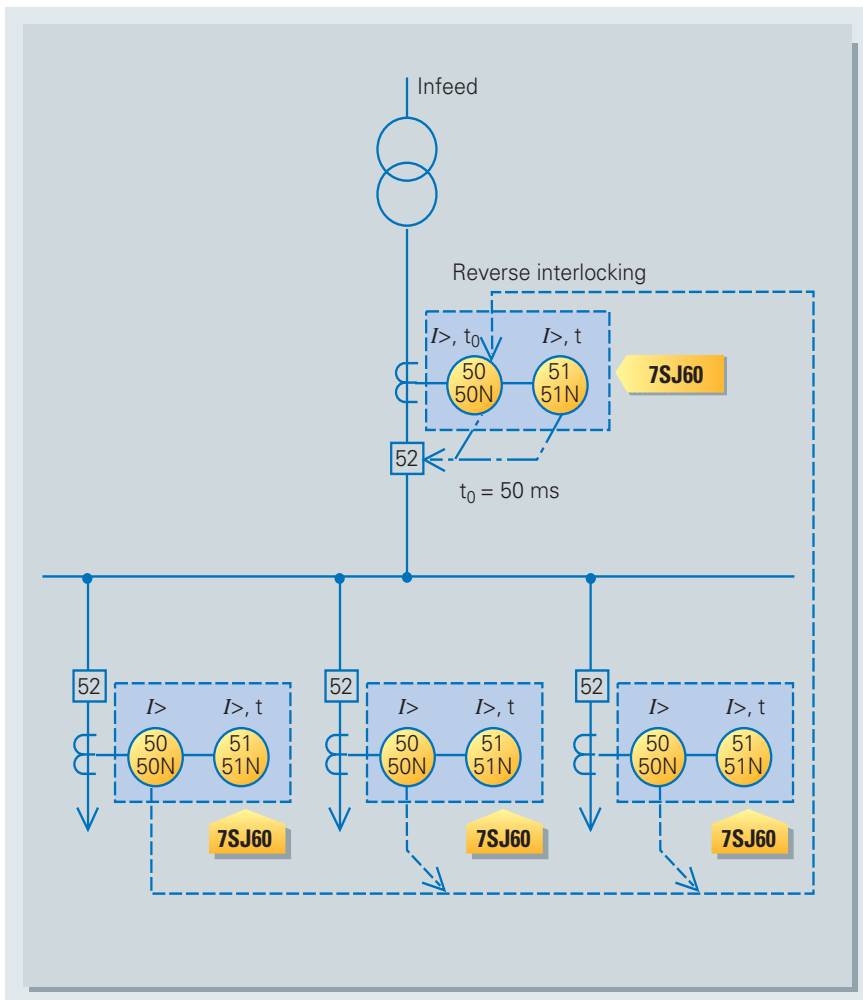 Infeed
Reverse interlocking
I>, t₀
I>, t
50
50N
51
51N
7SJ60
52
t₀ = 50 ms
52
I>
I>, t
50
50N
51
51N
7SJ60
52
I>
I>, t
50
50N
51
51N
7SJ60
52
I>
I>, t
50
50N
51
51N
7SJ60